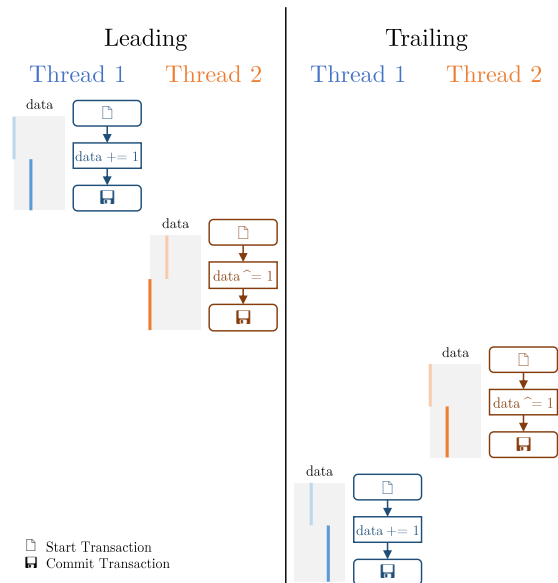 Leading
Trailing
Thread 1
Thread 2
Thread 1
Thread 2
data
data += 1
data
data ^= 1
data
data ^= 1
data
data += 1
Start Transaction
Commit Transaction